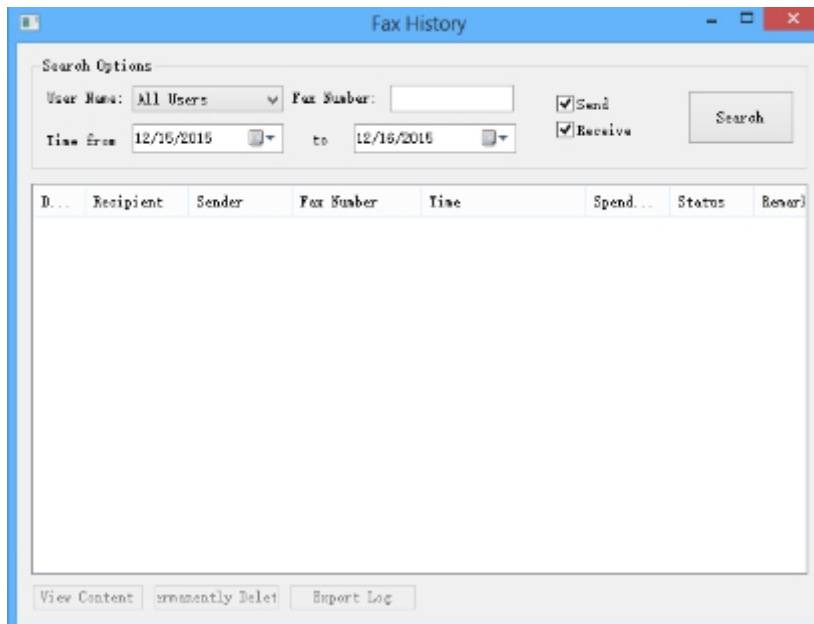 Fax History
Search Options
User Name: All Users Fax Number:
Send
Time from 12/15/2015 to 12/16/2015
Receive
Search
D... Recipient Sender Fax Number Time Spend... Status Remark
View Content ermanently Delet Export Log